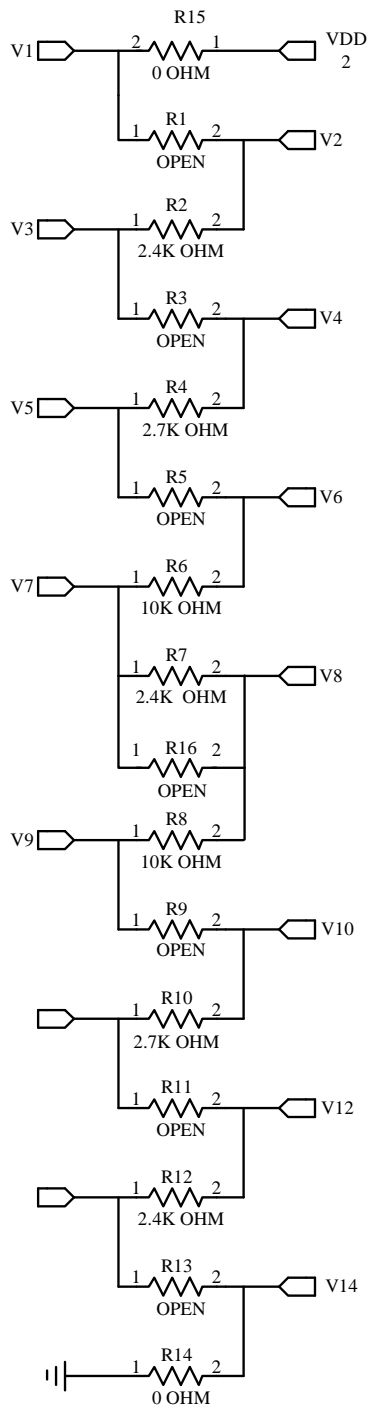 R15
V1 2 1 VDD
0 OHM 2
R1
1 2 V2
OPEN
R2
V3 1 2
2.4K OHM
R3
1 2 V4
OPEN
R4
V5 1 2
2.7K OHM
R5
1 2 V6
OPEN
R6
V7 1 2
10K OHM
R7
1 2 V8
2.4K OHM
R16
1 2
OPEN
R8
V9 1 2
10K OHM
R9
1 2 V10
OPEN
R10
1 2
2.7K OHM
R11
1 2 V12
OPEN
R12
1 2
2.4K OHM
R13
1 2 V14
OPEN
R14
1 2
0 OHM